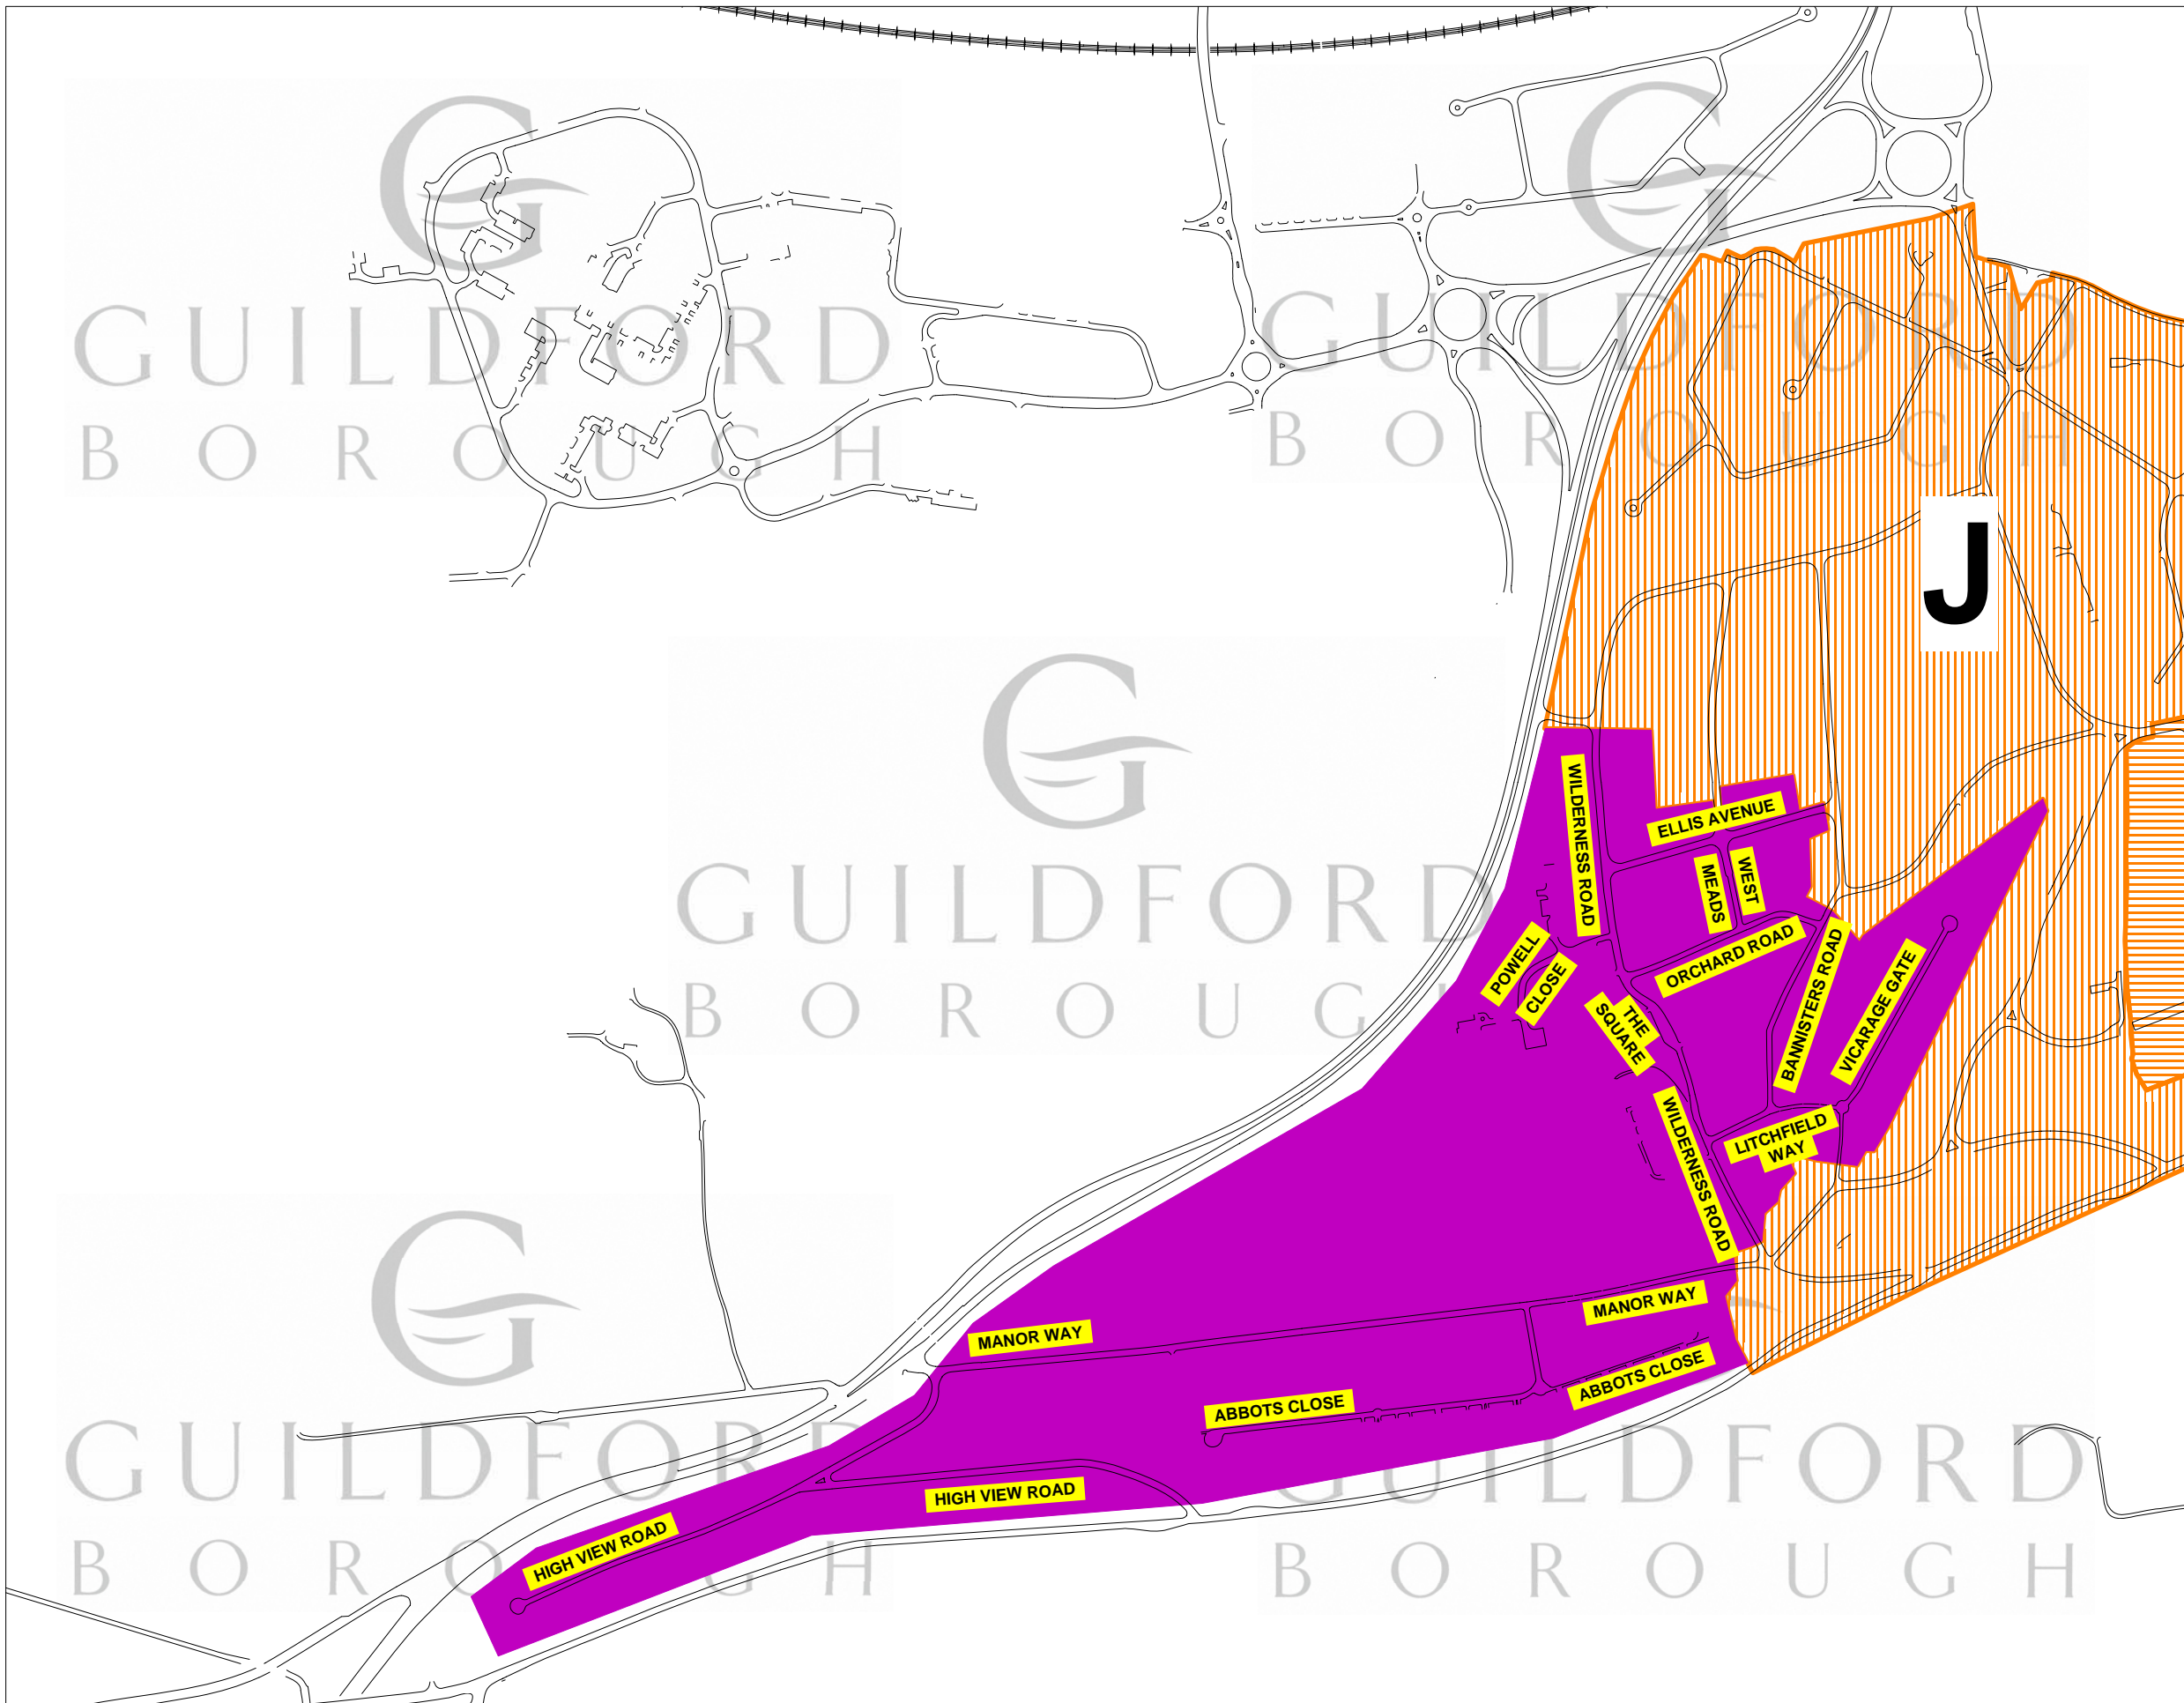 GUILDFORD
BOROUGH
GUILDFORD
BOROUGH
J
GUILDFORD
BOROUGH
WILDERNESS ROAD
ELLIS AVENUE
WEST
MEADS
ORCHARD ROAD
POWELL
CLOSE
THE
SQUARE
BANNISTERS ROAD
VICARAGE GATE
LITCHFIELD
WAY
WILDERNESS ROAD
MANOR WAY
MANOR WAY
ABBOTS CLOSE
ABBOTS CLOSE
HIGH VIEW ROAD
HIGH VIEW ROAD
GUILDFORD
BOROUGH
GUILDFORD
BOROUGH